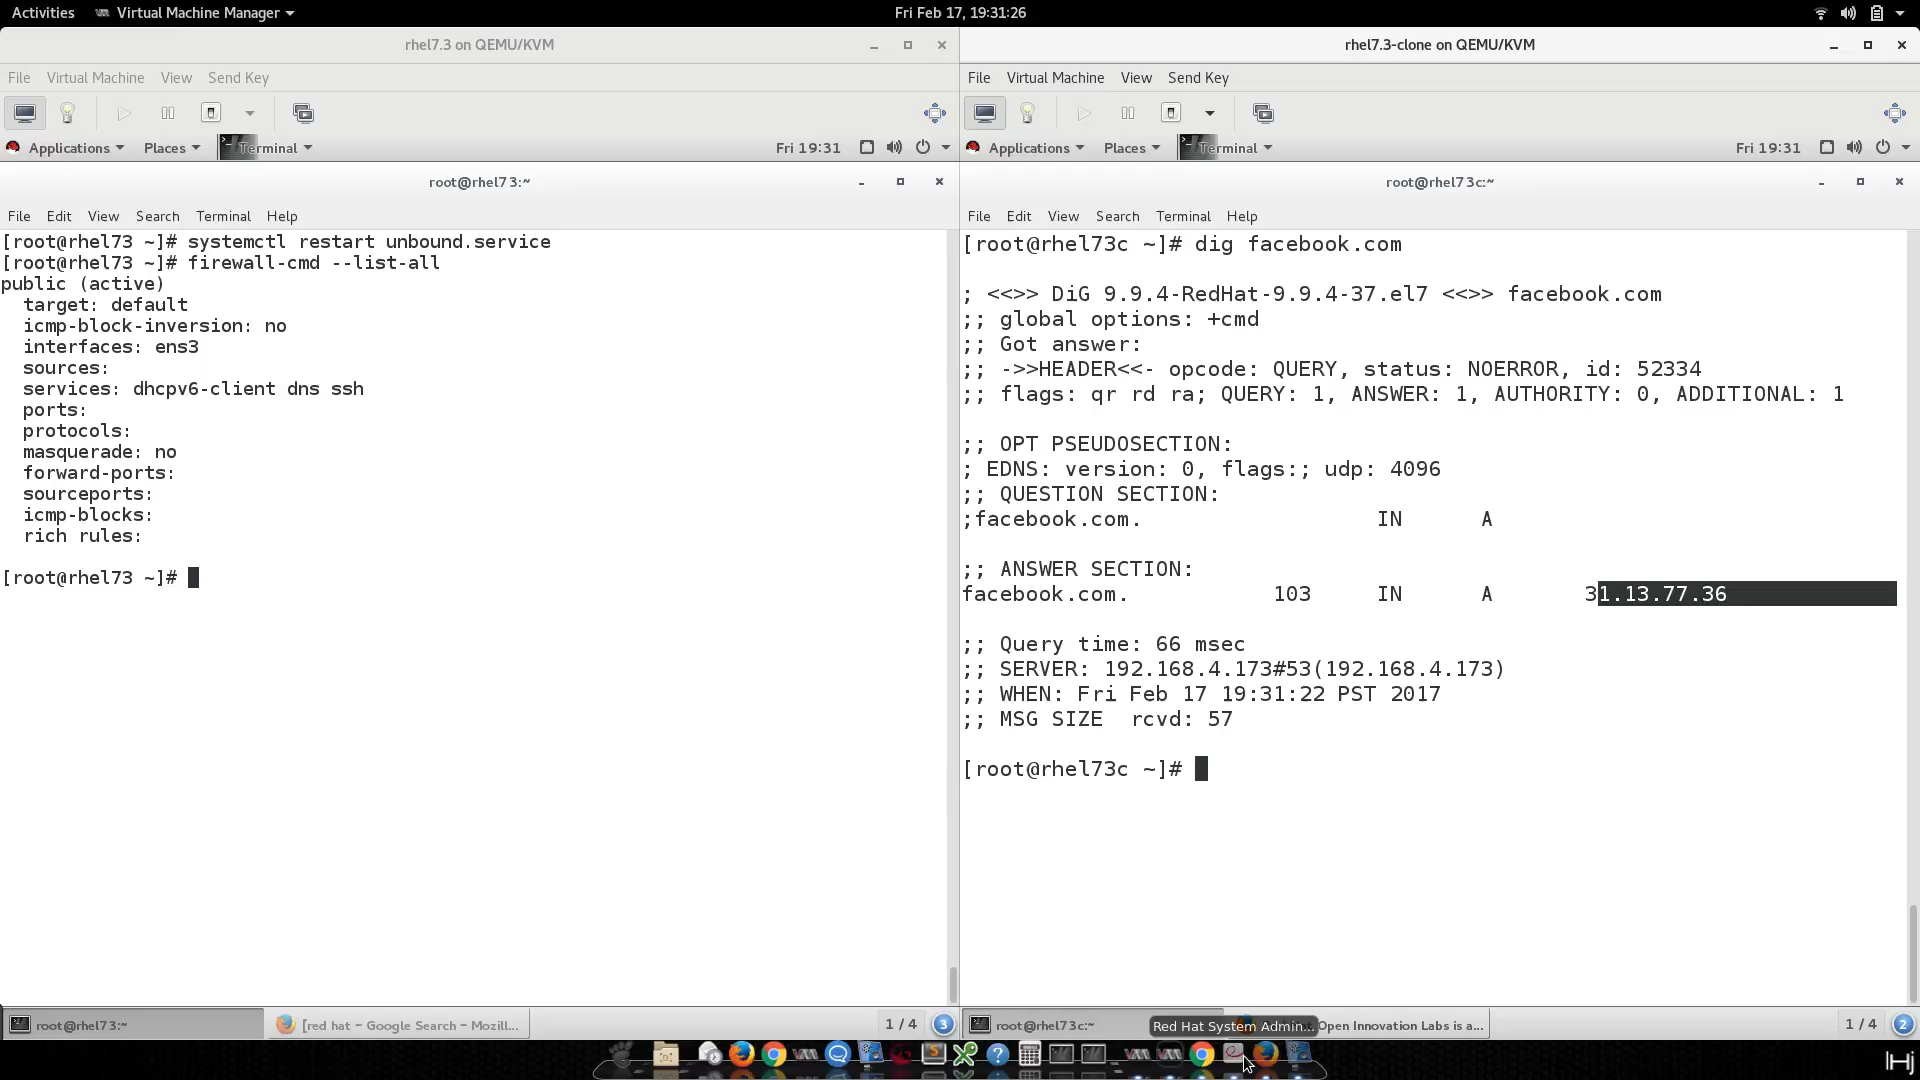 Activities Virtual Machine Manager Fri Feb 17, 19:31:26
rhel7.3 on QEMU/KVM
File Virtual Machine View Send Key
Applications Places Terminal Fri 19:31
root@rhel73:~
File Edit View Search Terminal Help
[root@rhel73 ~]# systemctl restart unbound.service
[root@rhel73 ~]# firewall-cmd --list-all
public (active)
  target: default
  icmp-block-inversion: no
  interfaces: ens3
  sources:
  services: dhcpv6-client dns ssh
  ports:
  protocols:
  masquerade: no
  forward-ports:
  sourceports:
  icmp-blocks:
  rich rules:
[root@rhel73 ~]#
root@rhel73:~ [red hat – Google Search – Mozill... 1 / 4 3
rhel7.3-clone on QEMU/KVM
File Virtual Machine View Send Key
Applications Places Terminal Fri 19:31
root@rhel73c:~
File Edit View Search Terminal Help
[root@rhel73c ~]# dig facebook.com
; <<>> DiG 9.9.4-RedHat-9.9.4-37.el7 <<>> facebook.com
;; global options: +cmd
;; Got answer:
;; ->>HEADER<<- opcode: QUERY, status: NOERROR, id: 52334
;; flags: qr rd ra; QUERY: 1, ANSWER: 1, AUTHORITY: 0, ADDITIONAL: 1
;; OPT PSEUDOSECTION:
; EDNS: version: 0, flags:; udp: 4096
;; QUESTION SECTION:
;facebook.com. IN A
;; ANSWER SECTION:
facebook.com. 103 IN A 31.13.77.36
;; Query time: 66 msec
;; SERVER: 192.168.4.173#53(192.168.4.173)
;; WHEN: Fri Feb 17 19:31:22 PST 2017
;; MSG SIZE  rcvd: 57
[root@rhel73c ~]#
root@rhel73c:~ Red Hat System Admin... Open Innovation Labs is a... 1 / 4 2